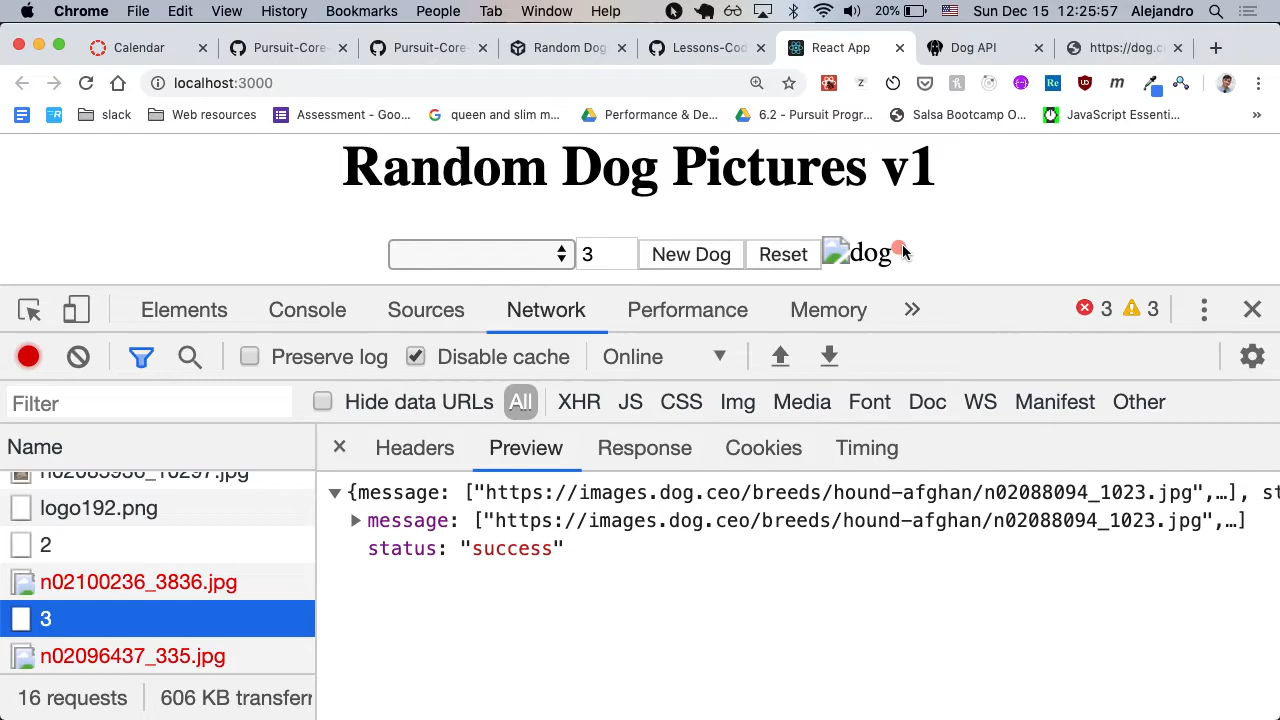 Chrome File Edit View History Bookmarks People Tab Window Help 20% Sun Dec 15 12:25:57 Alejandro
Calendar Pursuit-Core- Pursuit-Core- Random Dog Lessons-Cod React App Dog API https://dog.c
localhost:3000
slack Web resources Assessment - Goo... queen and slim m... Performance & De... 6.2 - Pursuit Progr... Salsa Bootcamp O... JavaScript Essenti... »
Random Dog Pictures v1
3 New Dog Reset dog
Elements Console Sources Network Performance Memory » 3 3
Preserve log Disable cache Online
Filter Hide data URLs All XHR JS CSS Img Media Font Doc WS Manifest Other
Name Headers Preview Response Cookies Timing
n02085936_10297.jpg
logo192.png
2
n02100236_3836.jpg
3
n02096437_335.jpg
16 requests 606 KB transferr
{message: ["https://images.dog.ceo/breeds/hound-afghan/n02088094_1023.jpg",…], st
message: ["https://images.dog.ceo/breeds/hound-afghan/n02088094_1023.jpg",…]
status: "success"